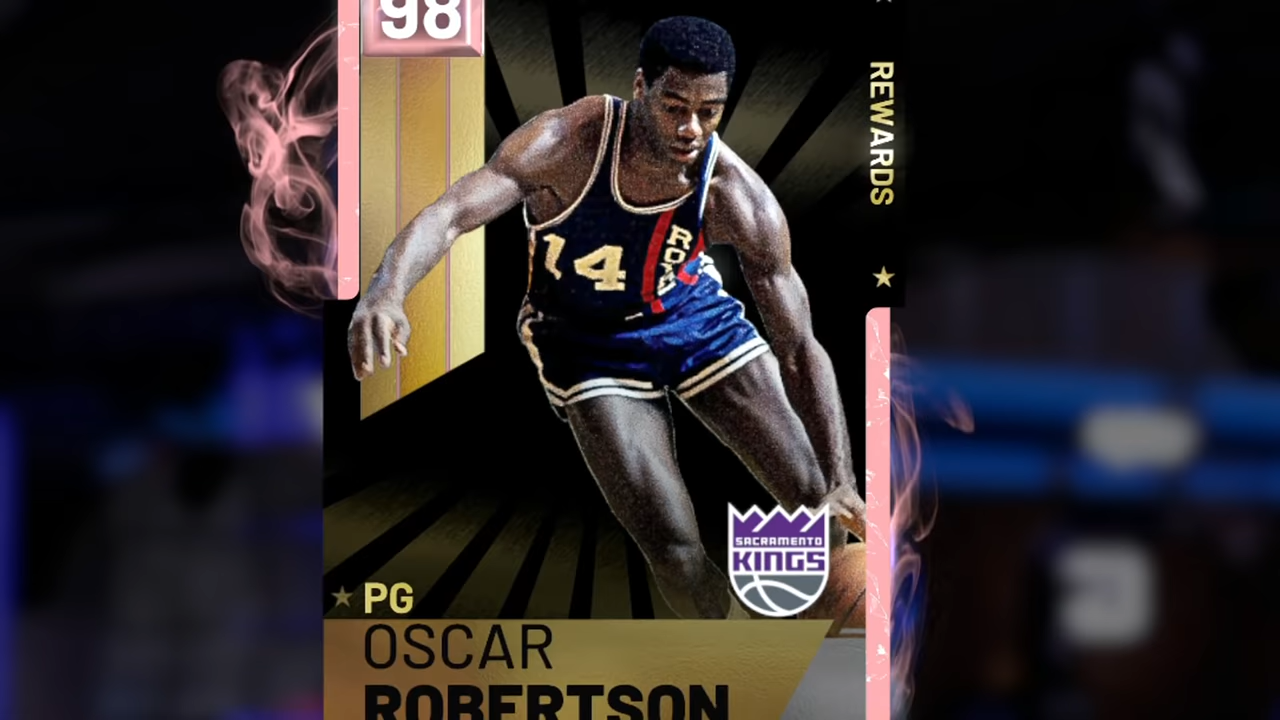 98
REWARDS
14
ROY
SACRAMENTO
KINGS
PG
OSCAR
ROBERTSON